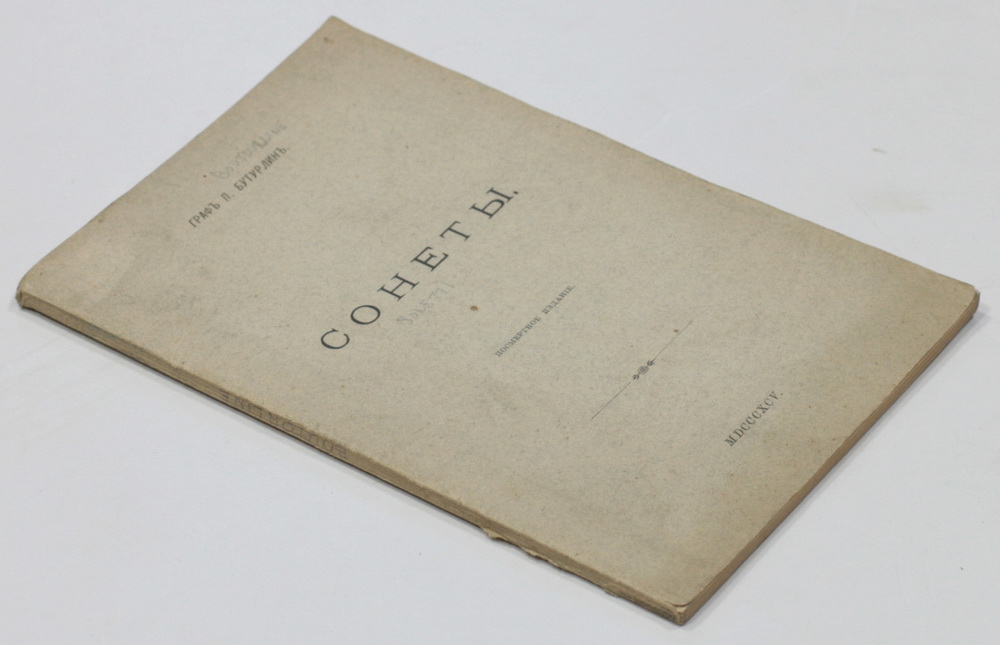 ГРАФЪ П. БУТУРЛИНЪ.
СОНЕТЫ.
ПОСМЕРТНОЕ ИЗДАНІЕ.
MDCCCXCV.